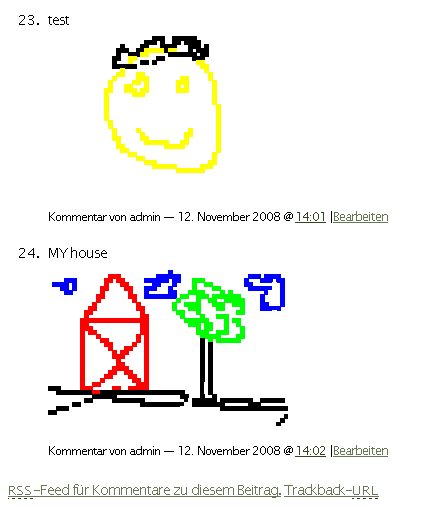 23. test
Kommentar von admin — 12. November 2008 @ 14:01 |Bearbeiten
24. MY house
Kommentar von admin — 12. November 2008 @ 14:02 |Bearbeiten
RSS-Feed für Kommentare zu diesem Beitrag. Trackback-URL